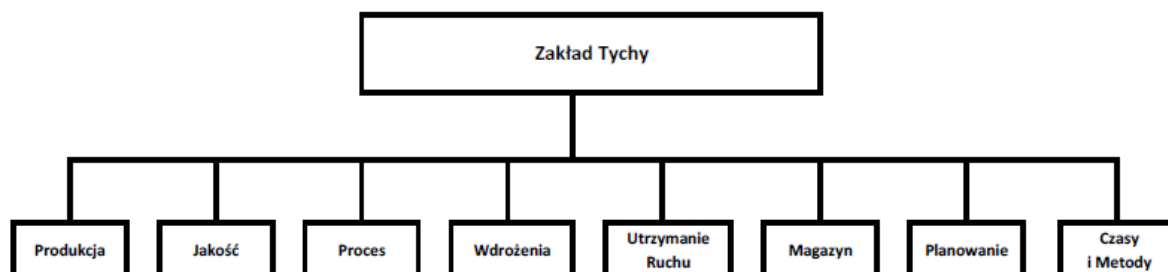 Zakład Tychy
Produkcja
Jakość
Proces
Wdrożenia
Utrzymanie
Ruchu
Magazyn
Planowanie
Czasy
i Metody